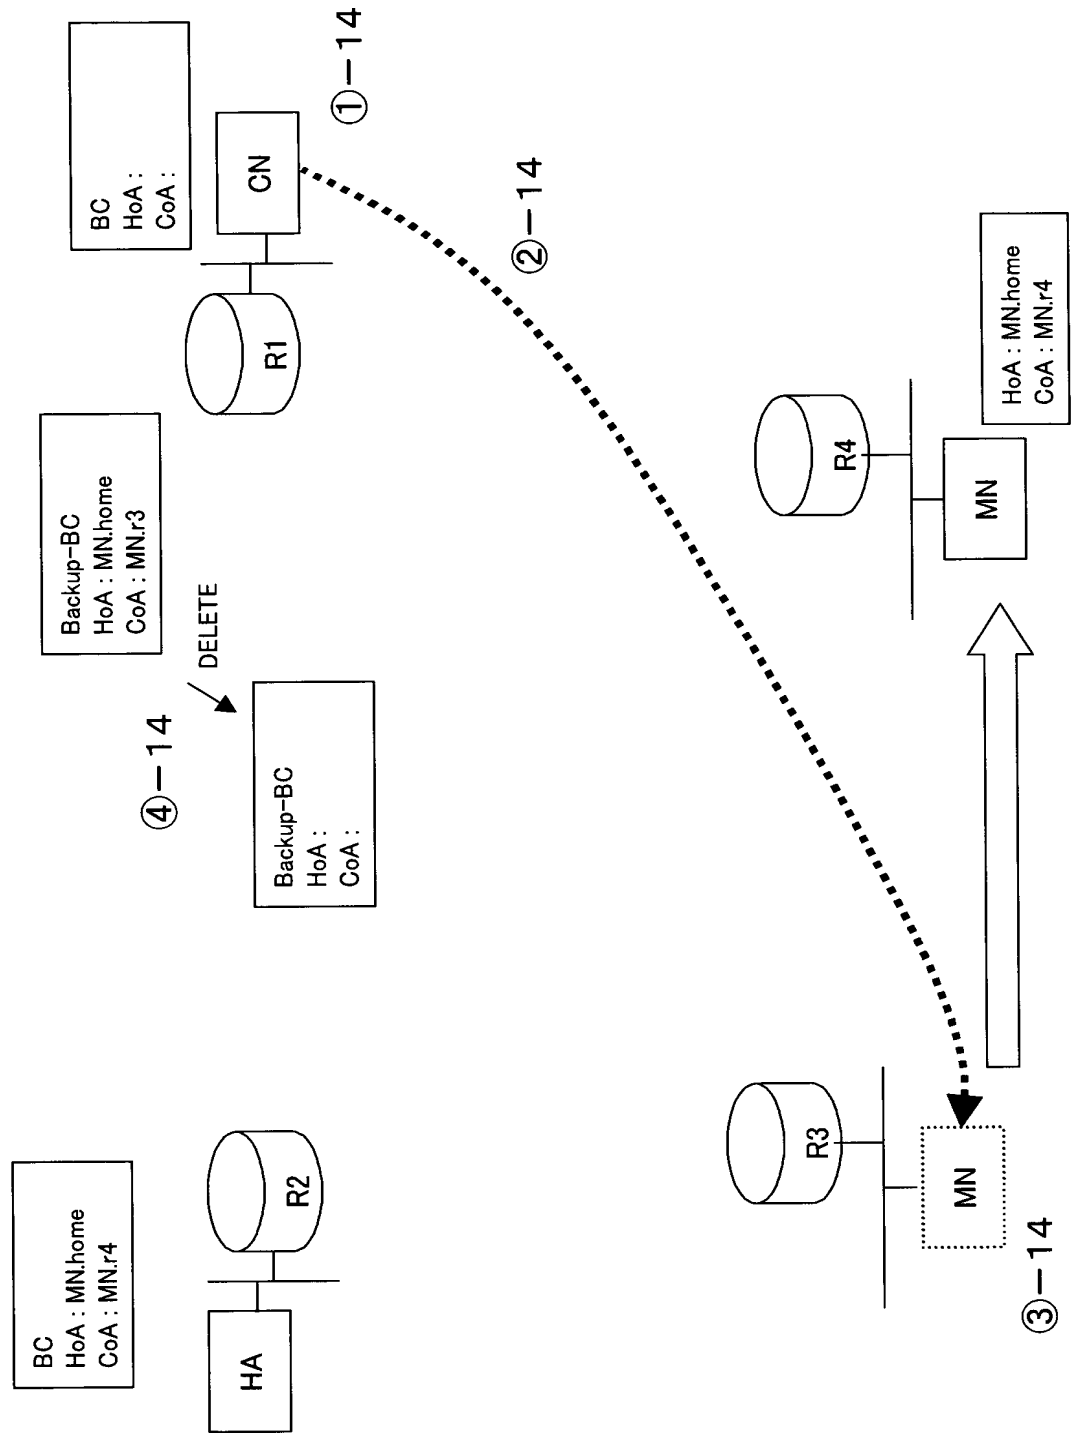 BC
HoA : MN.home
CoA : MN.r4
HA
R2
Backup-BC
HoA : MN.home
CoA : MN.r3
④-14
DELETE
Backup-BC
HoA :
CoA :
BC
HoA :
CoA :
R1
CN
①-14
②-14
R3
MN
③-14
R4
MN
HoA : MN.home
CoA : MN.r4